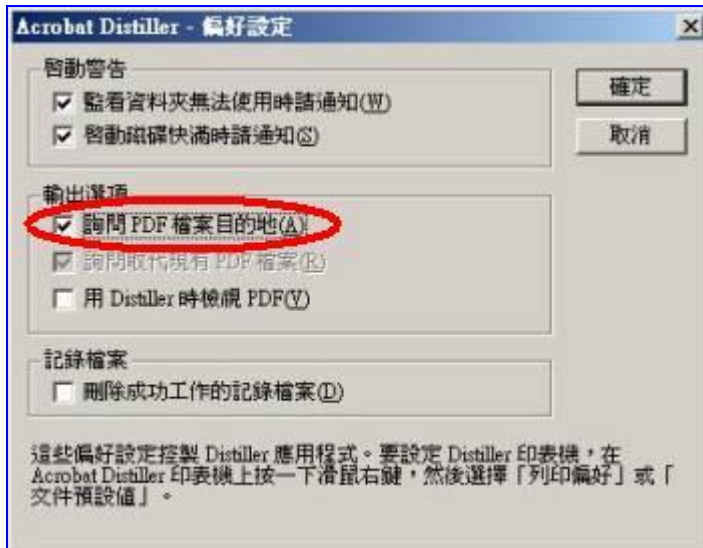 Acrobat Distiller - 偏好設定
啓動警告
監看資料夾無法使用時請通知(W)
啓動磁碟快滿時請通知(S)
確定
取消
輸出選項
詢問 PDF 檔案目的地(A)
詢問取代現有 PDF 檔案(R)
用 Distiller 時檢視 PDF(V)
記錄檔案
刪除成功工作的記錄檔案(D)
這些偏好設定控製 Distiller 應用程式。要設定 Distiller 印表機，在
Acrobat Distiller 印表機上按一下滑鼠右鍵，然後選擇「列印偏好」或「
文件預設值」。